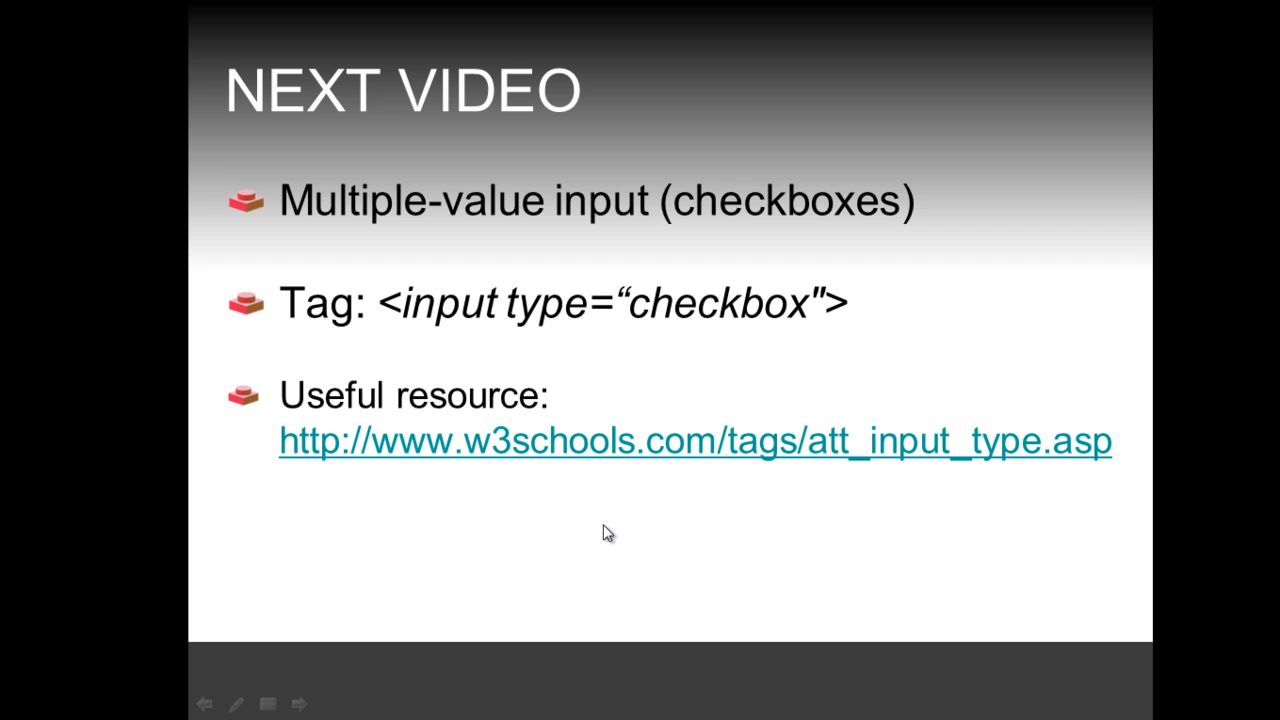 NEXT VIDEO
Multiple-value input (checkboxes)
Tag: <input type=“checkbox">
Useful resource:
http://www.w3schools.com/tags/att_input_type.asp